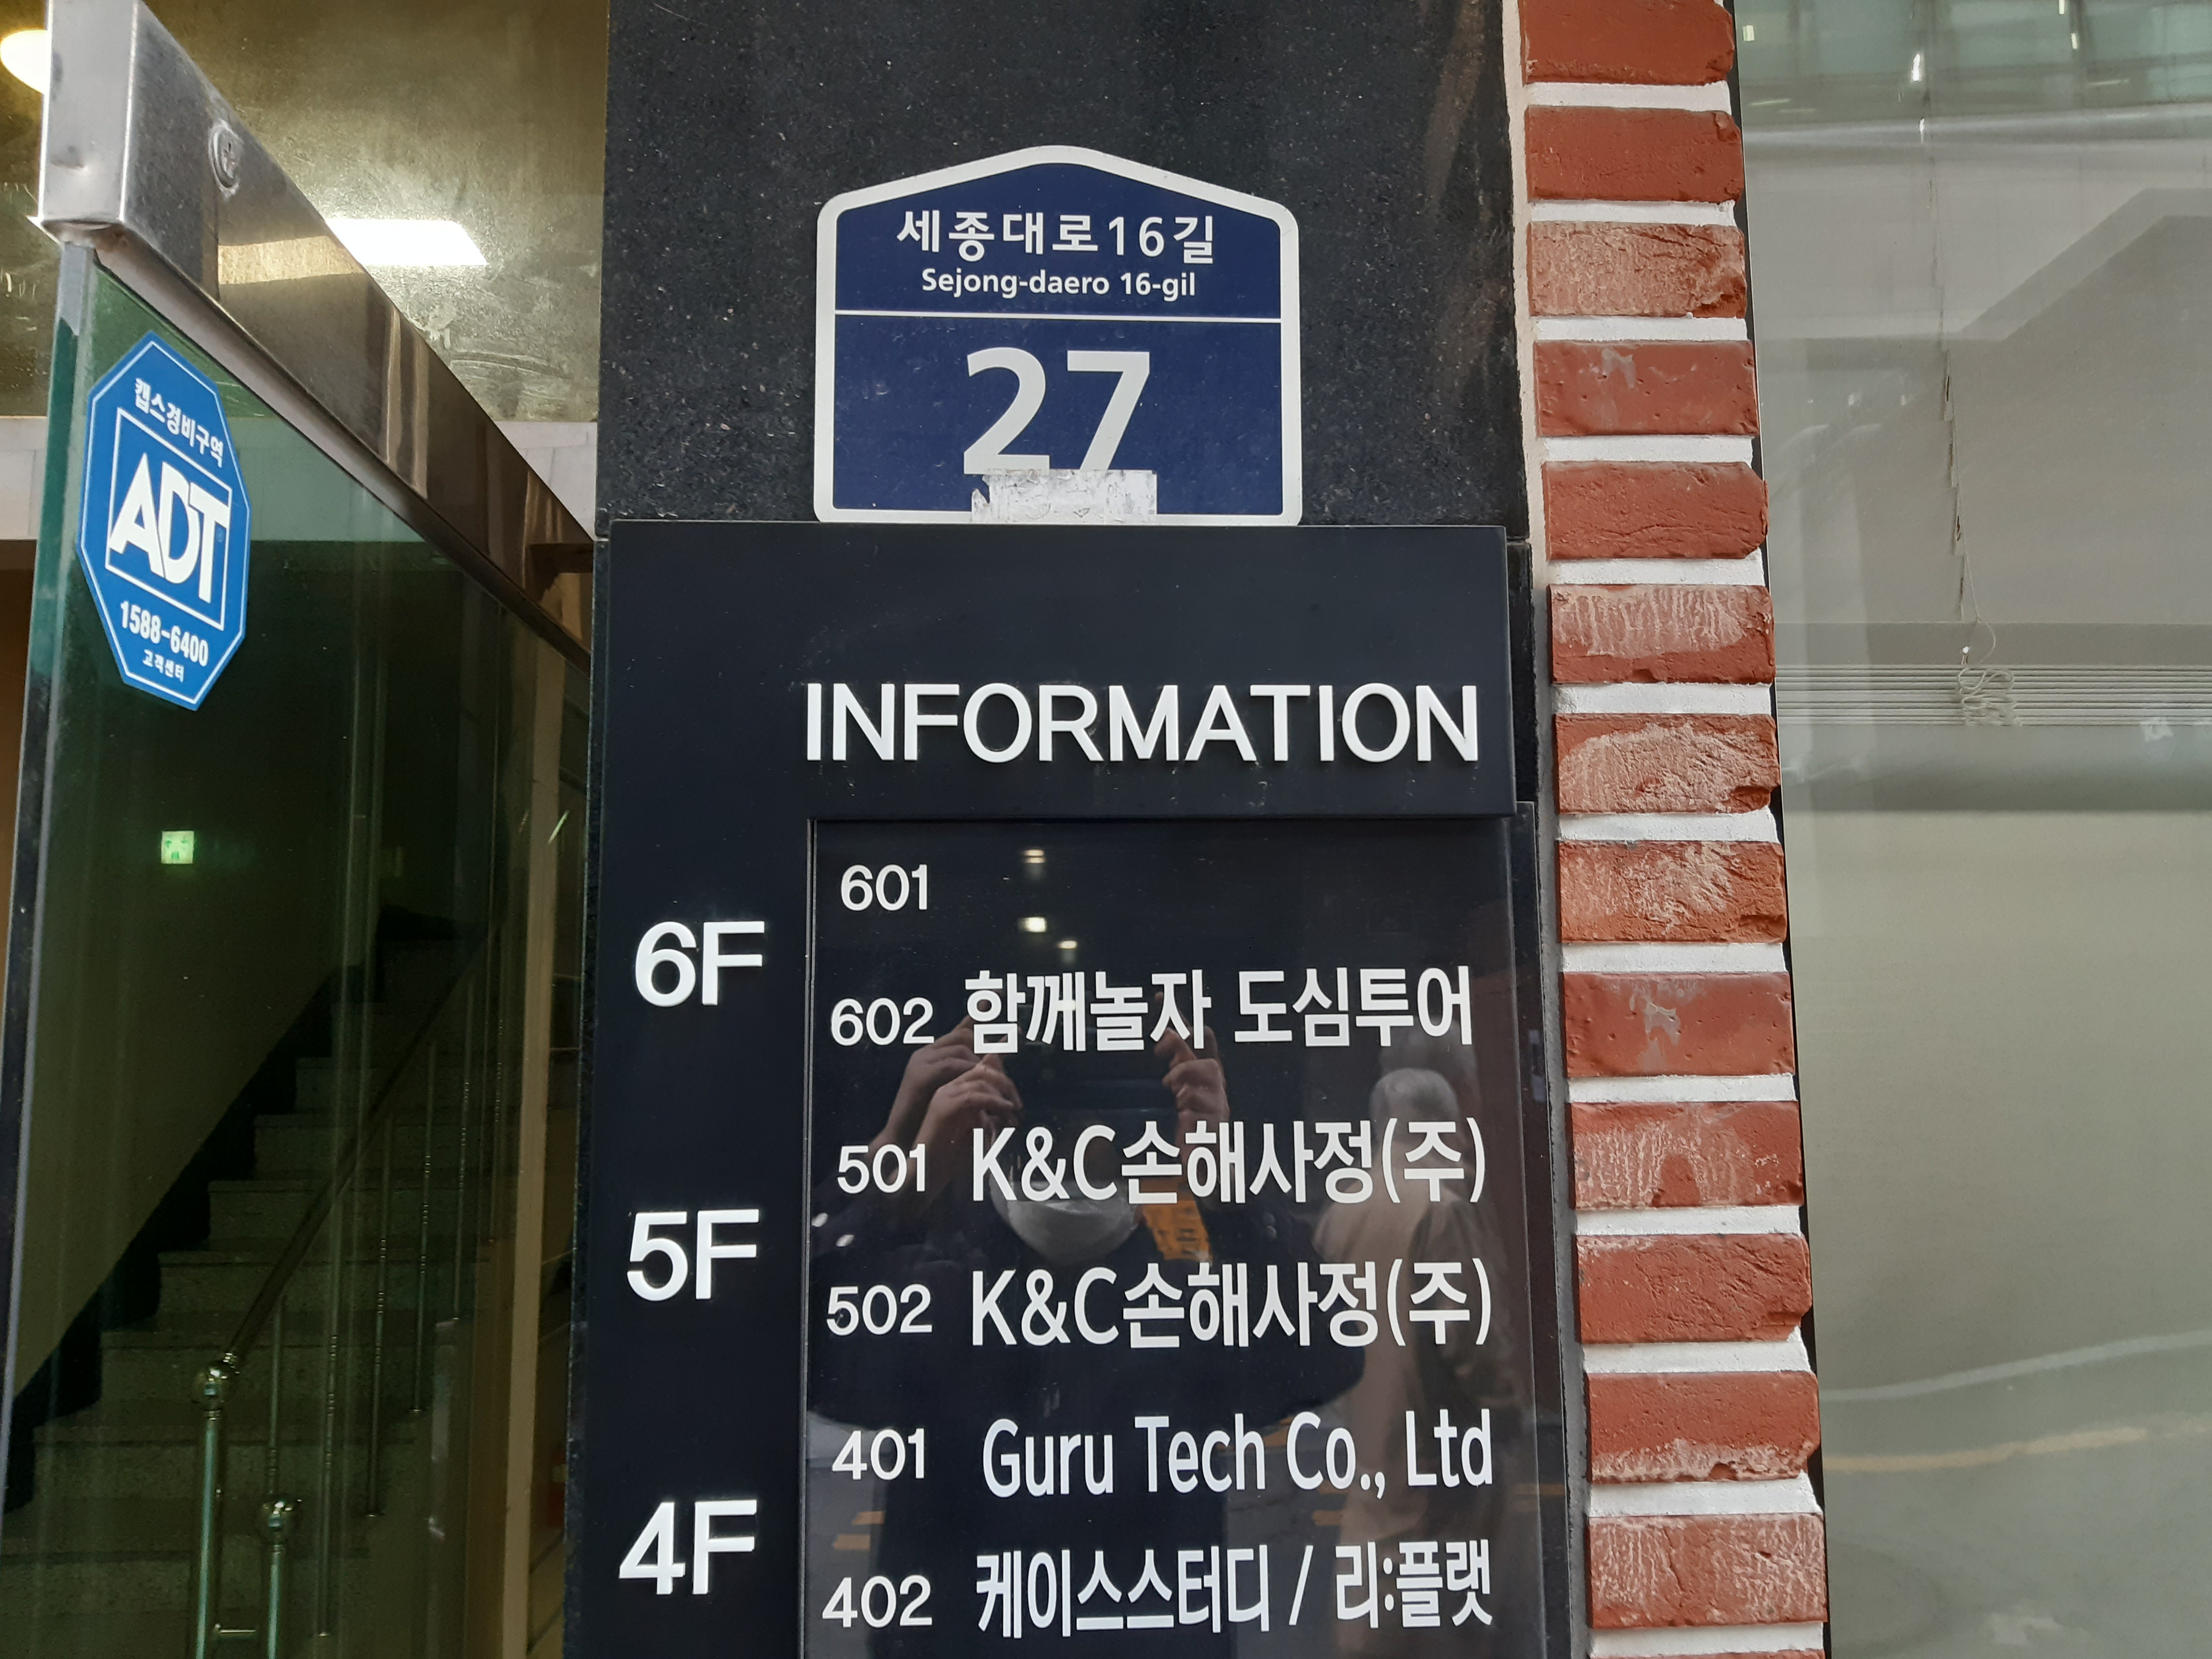 세종대로16길
Sejong-daero 16-gil
27
캡스경비구역
ADT
1588-6400
고객센터
INFORMATION
6F
601
602 함께놀자 도심투어
5F
501 K&C손해사정(주)
502 K&C손해사정(주)
4F
401 Guru Tech Co., Ltd
402 케이스스터디 / 리:플랫